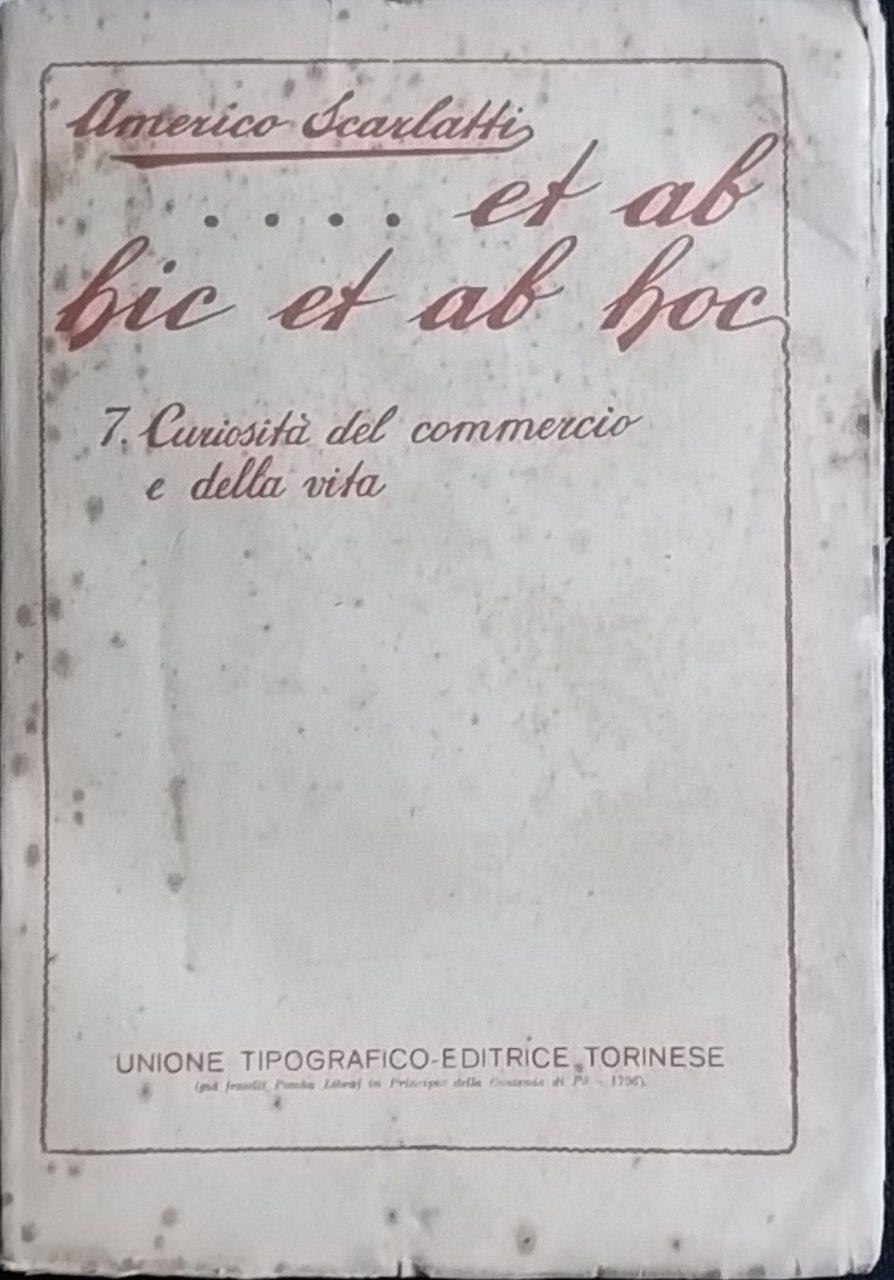 Americo Scarlatti
.... et ab
hic et ab hoc
7. Curiosità del commercio
e della vita
UNIONE TIPOGRAFICO-EDITRICE TORINESE
(già fratelli Pomba Libraj in Principio della Contrada di Po - 1796).